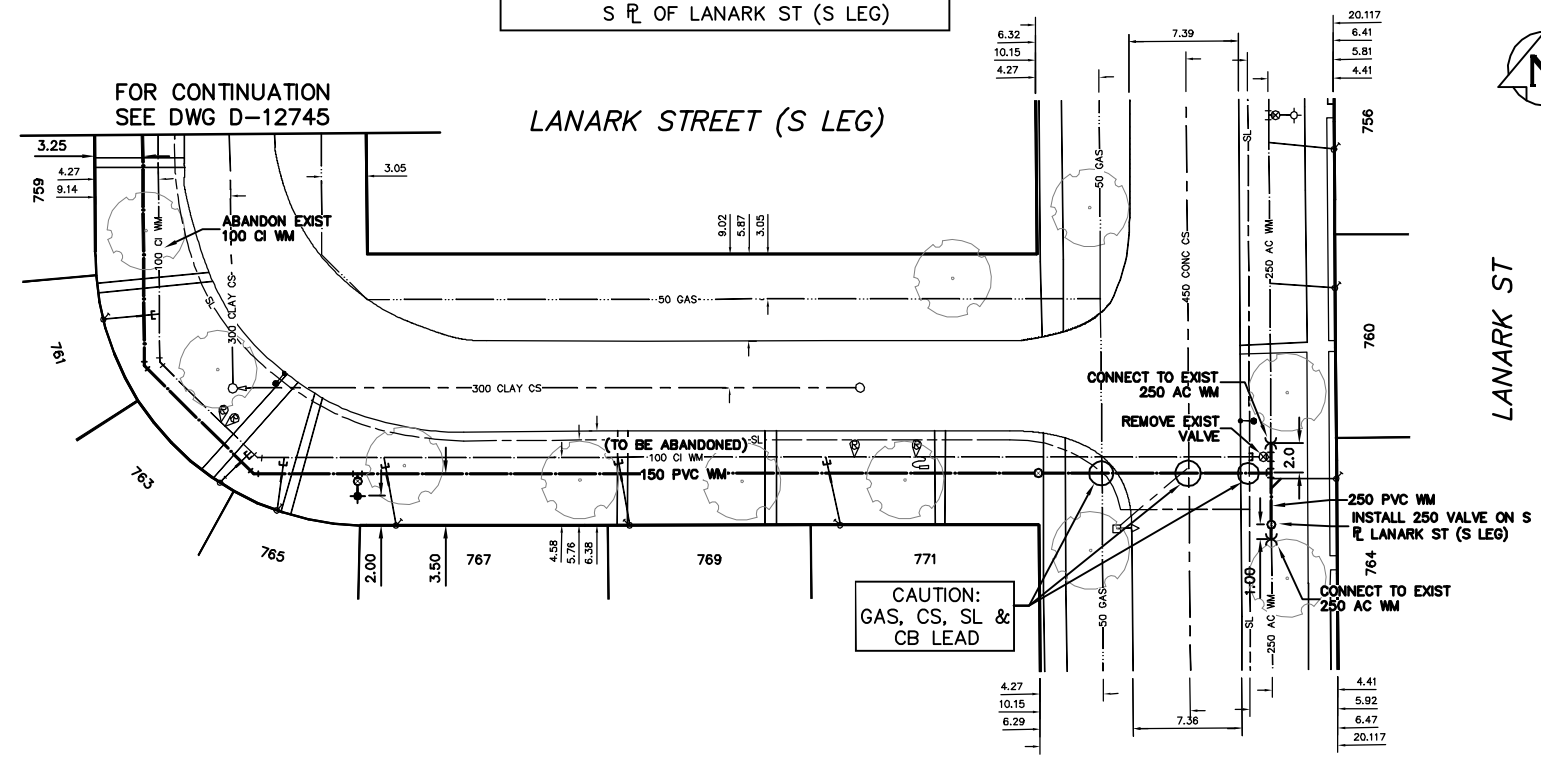 S PL OF LANARK ST (S LEG)
FOR CONTINUATION
SEE DWG D-12745
LANARK STREET (S LEG)
6.32
10.15
4.27
7.39
20.117
6.41
5.81
4.41
N
3.25
4.27
9.14
759
3.05
ABANDON EXIST
100 CI WM
100 CI WM
300 CLAY CS
SL
9.02
5.87
3.05
50 GAS
50 GAS
450 CONC CS
SL
250 AC WM
756
760
LANARK ST
761
300 CLAY CS
CONNECT TO EXIST
250 AC WM
REMOVE EXIST
VALVE
2.0
(TO BE ABANDONED)
SL
100 CI WM
150 PVC WM
250 PVC WM
INSTALL 250 VALVE ON S
PL LANARK ST (S LEG)
763
765
2.00
3.50
767
4.58
5.76
6.38
769
771
1.00
764
CONNECT TO EXIST
250 AC WM
CAUTION:
GAS, CS, SL &
CB LEAD
50 GAS
SL
250 AC WM
4.27
10.15
6.29
7.36
4.41
5.92
6.47
20.117